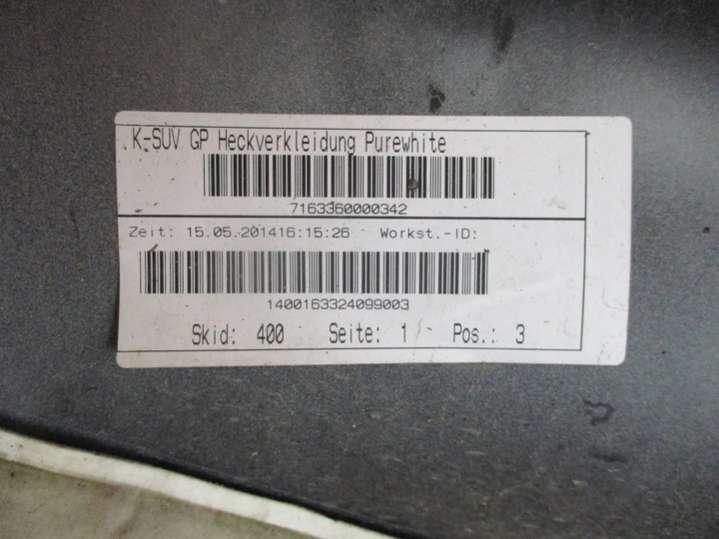 K-SUV GP Heckverkleidung Purewhite
7163360000342
Zeit: 15.05.201416:15:26 Workst.-ID:
1400163324099003
Skid: 400 Seite: 1 Pos.: 3